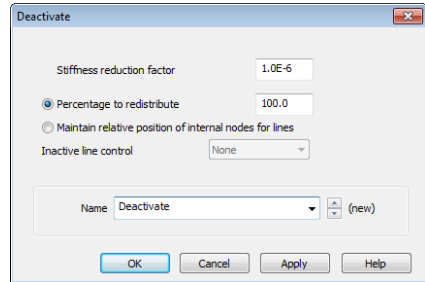 Deactivate
Stiffness reduction factor 1.0E-6
Percentage to redistribute 100.0
Maintain relative position of internal nodes for lines
Inactive line control None
Name Deactivate (new)
OK Cancel Apply Help